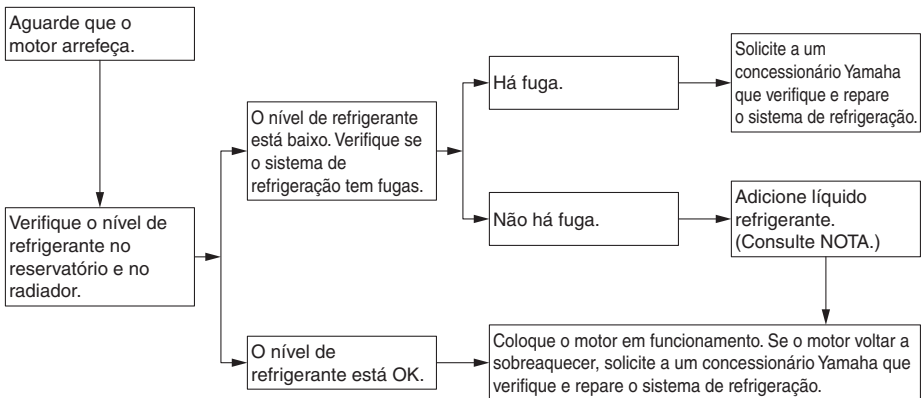 Aguarde que o
motor arrefeça.
Verifique o nível de
refrigerante no
reservatório e no
radiador.
O nível de refrigerante
está baixo. Verifique se
o sistema de
refrigeração tem fugas.
Há fuga.
Solicite a um
concessionário Yamaha
que verifique e repare
o sistema de refrigeração.
Não há fuga.
Adicione líquido
refrigerante.
(Consulte NOTA.)
O nível de
refrigerante está OK.
Coloque o motor em funcionamento. Se o motor voltar a
sobreaquecer, solicite a um concessionário Yamaha que
verifique e repare o sistema de refrigeração.